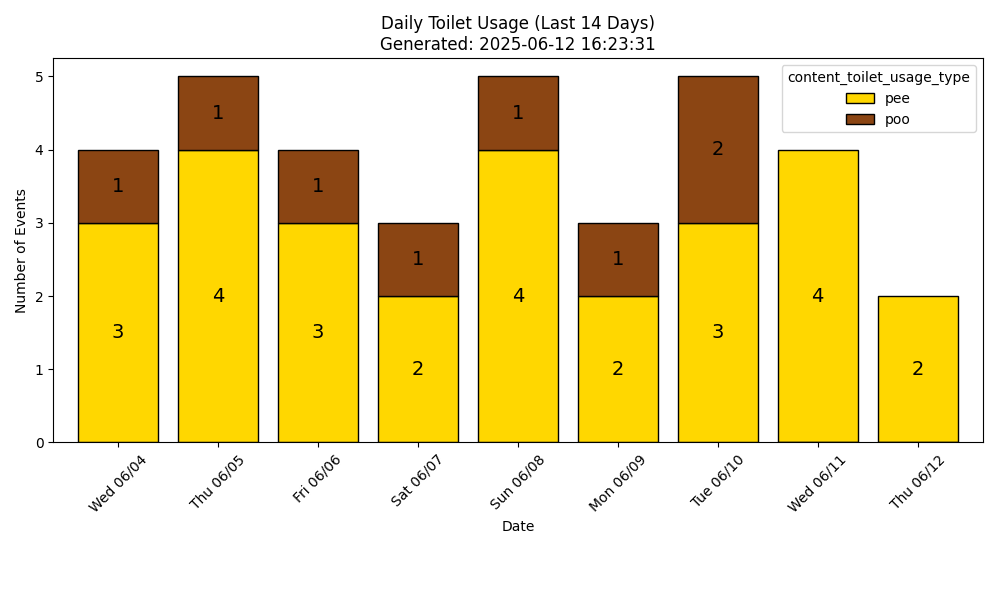 Daily Toilet Usage (Last 14 Days)
Generated: 2025-06-12 16:23:31
content_toilet_usage_type
pee
poo
Number of Events
5
4
3
2
1
0
1
1
1
1
1
1
2
3
4
3
2
4
2
3
4
2
Wed 06/04
Thu 06/05
Fri 06/06
Sat 06/07
Sun 06/08
Mon 06/09
Tue 06/10
Wed 06/11
Thu 06/12
Date